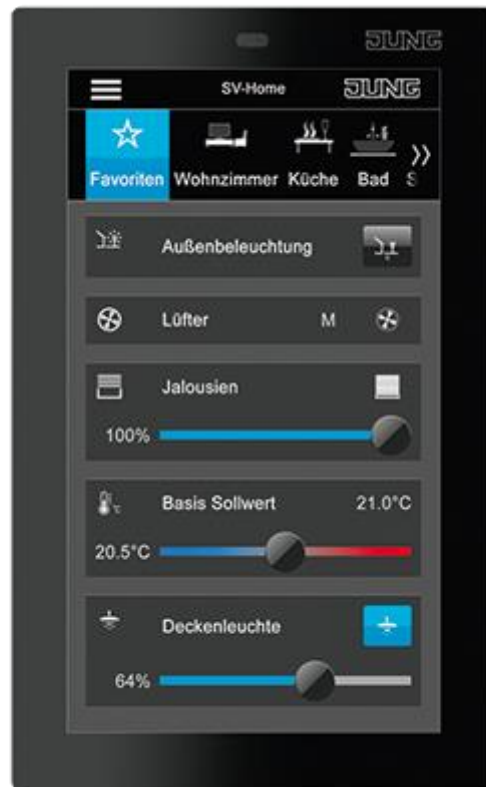 JUNG
SV-Home
JUNG
Favoriten Wohnzimmer Küche Bad S
Außenbeleuchtung
Lüfter M
Jalousien
100%
Basis Sollwert 21.0°C
20.5°C
Deckenleuchte
64%